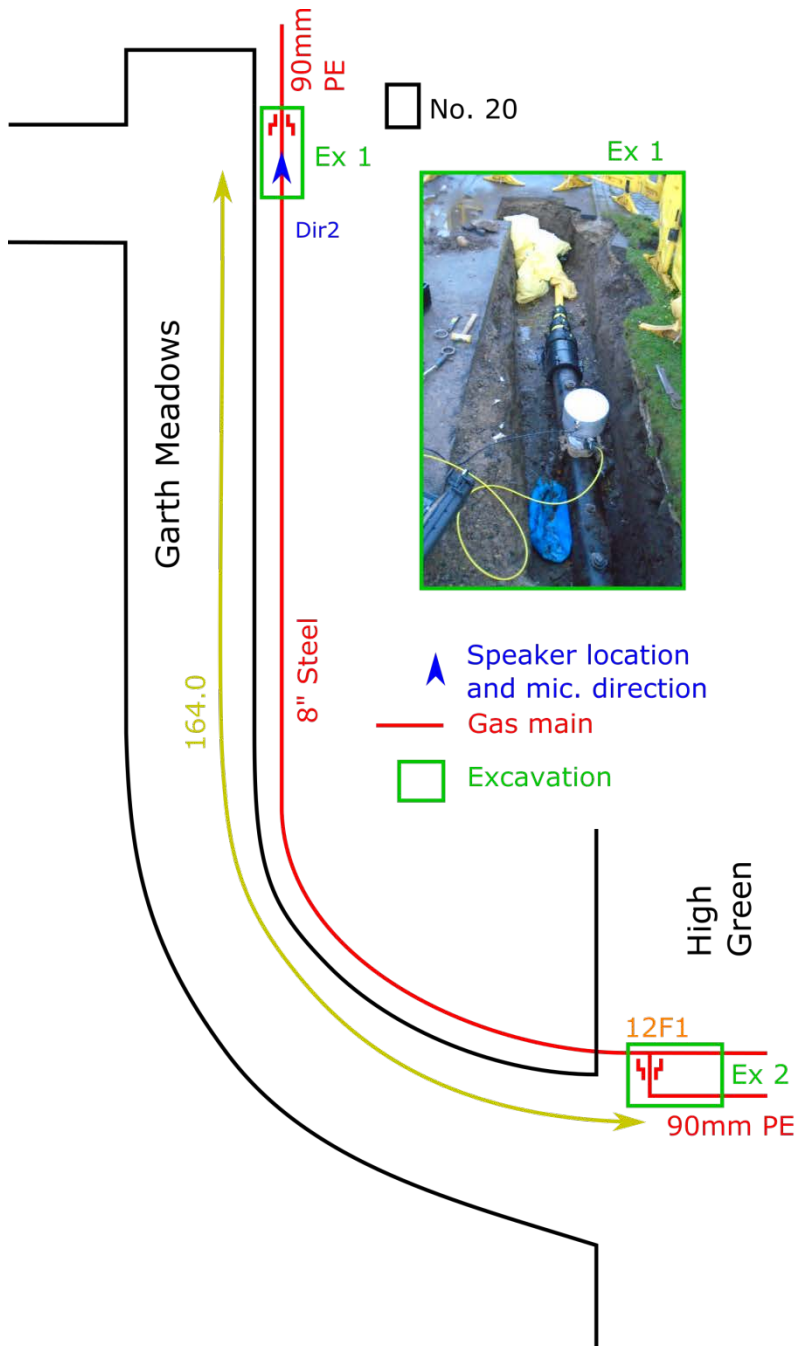 90mm
PE
No. 20
Ex 1
Ex 1
Dir2
Garth Meadows
8" Steel
164.0
Speaker location
and mic. direction
Gas main
Excavation
High
Green
12F1
Ex 2
90mm PE